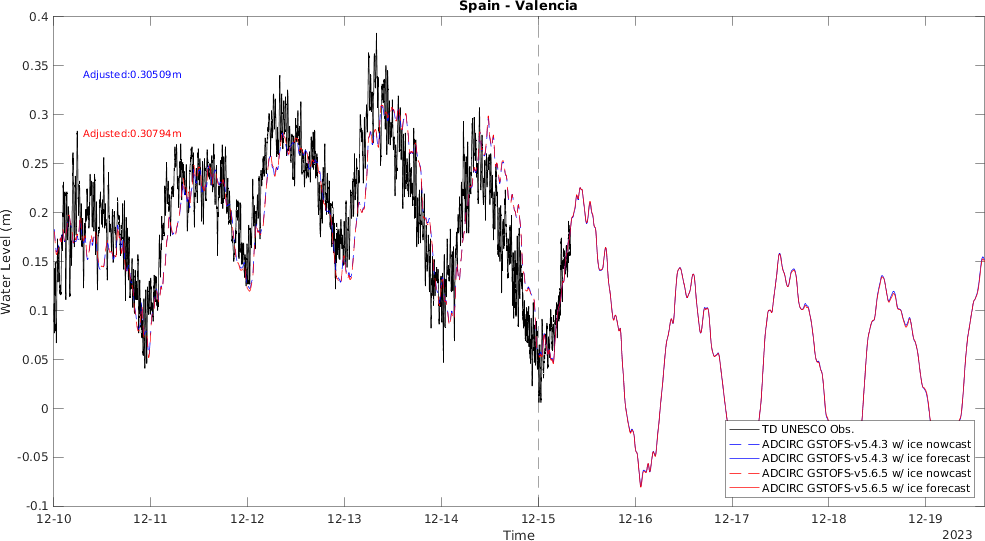 Spain - Valencia
0.4
0.35
0.3
0.25
0.2
0.15
0.1
0.05
0
-0.05
-0.1
Water Level (m)
Adjusted:0.30509m
Adjusted:0.30794m
TD UNESCO Obs.
ADCIRC GSTOFS-v5.4.3 w/ ice nowcast
ADCIRC GSTOFS-v5.4.3 w/ ice forecast
ADCIRC GSTOFS-v5.6.5 w/ ice nowcast
ADCIRC GSTOFS-v5.6.5 w/ ice forecast
12-10 12-11 12-12 12-13 12-14 12-15 12-16 12-17 12-18 12-19
Time
2023